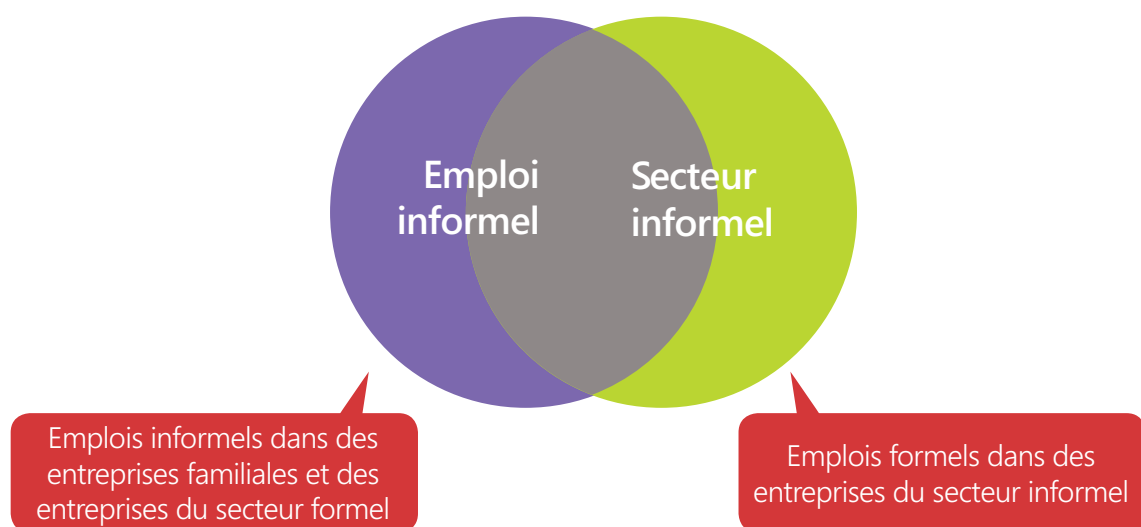 Emploi
informel
Secteur
informel
Emplois informels dans des
entreprises familiales et des
entreprises du secteur formel
Emplois formels dans des
entreprises du secteur informel